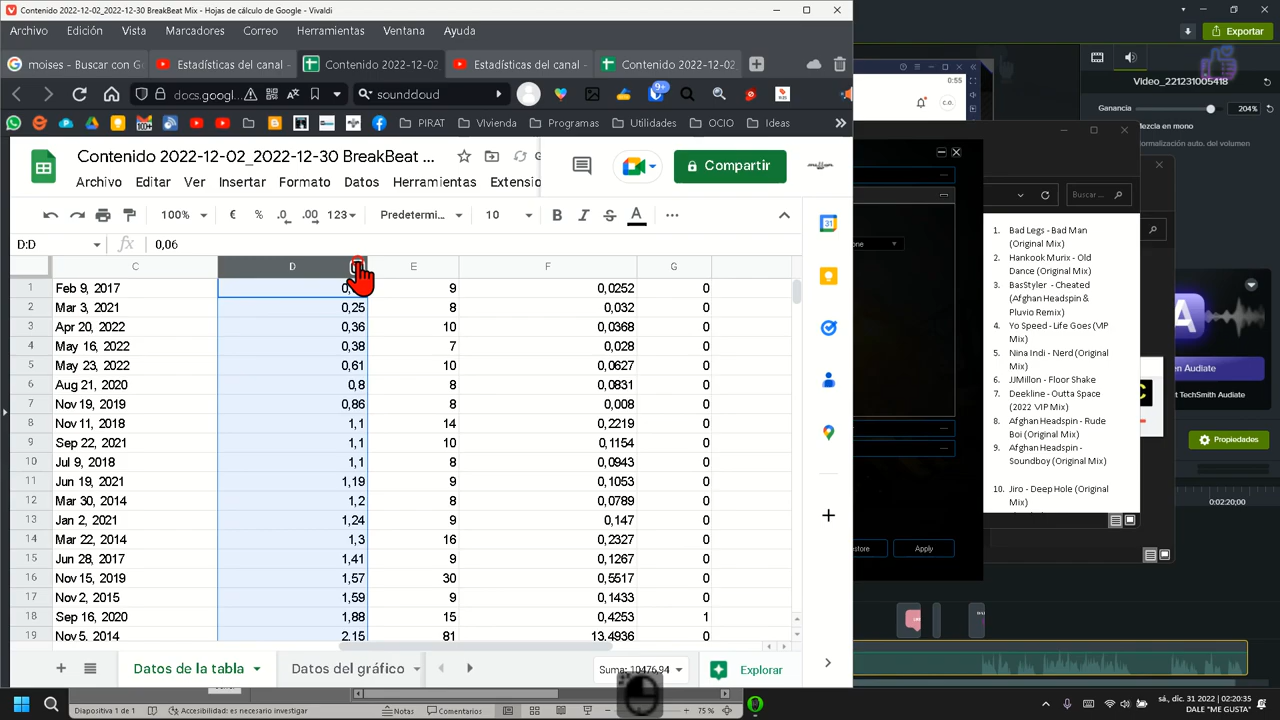 Contenido 2022-12-02_2022-12-30 BreakBeat Mix - Hojas de cálculo de Google - Vivaldi
Archivo Edición Vista Marcadores Correo Herramientas Ventana Ayuda
moises - Buscar con G Estadísticas del canal - Contenido 2022-12-02 Estadísticas del canal - Contenido 2022-12-02
docs.googl soundcloud 9+
PIRAT Vivienda Programas Utilidades OCIO Ideas
Contenido 2022-12-02_2022-12-30 BreakBeat ...
Compartir
Archivo Editar Ver Insertar Formato Datos Herramientas Extensio
100% € % .0 .00 123 Predetermi... 10 B I S A
D:D fx 0,06
C D E F G
1 Feb 9, 2017 0, 9 0,0252 0
2 Mar 3, 2021 0,25 8 0,032 0
3 Apr 20, 2022 0,36 10 0,0368 0
4 May 16, 2022 0,38 7 0,028 0
5 May 23, 2022 0,61 10 0,0627 0
6 Aug 21, 2020 0,8 8 0,0831 0
7 Nov 19, 2019 0,86 8 0,008 0
8 Nov 11, 2018 1,1 14 0,2219 0
9 Sep 22, 2021 1,1 10 0,1154 0
10 Jul 9, 2018 1,1 8 0,0943 0
11 Jun 19, 2021 1,19 9 0,1053 0
12 Mar 30, 2014 1,2 8 0,0789 0
13 Jan 2, 2021 1,24 9 0,147 0
14 Mar 22, 2014 1,3 16 0,2327 0
15 Jun 28, 2017 1,41 9 0,1267 0
16 Nov 15, 2019 1,57 30 0,5517 0
17 Nov 2, 2015 1,59 9 0,1433 0
18 Sep 16, 2020 1,88 15 0,4253 1
19 Nov 5, 2014 2,15 81 13,4936 0
Datos de la tabla Datos del gráfico Suma: 10476,94 Explorar
31
Exportar
0:55
c.o.
Video_221231005418
Ganancia 204%
Mezcla en mono
ormalización aut. del volumen
Buscar ...
one
1. Bad Legs - Bad Man
(Original Mix)
2. Hankook Murix - Old
Dance (Original Mix)
3. BasStyler - Cheated
(Afghan Headspin &
Pluvio Remix)
4. Yo Speed - Life Goes (VIP
Mix)
5. Nina Indi - Nerd (Original
Mix)
6. JJMillon - Floor Shake
7. Deekline - Outta Space
(2022 VIP Mix)
8. Afghan Headspin - Rude
Boi (Original Mix)
9. Afghan Headspin -
Soundboy (Original Mix)
10. Jiro - Deep Hole (Original
Mix)
A
en Audiate
t TechSmith Audiate
Propiedades
0:02:20;00
store Apply
Diapositiva 1 de 1 Accesibilidad: es necesario investigar Notas Comentarios 75 %
sá., dic. 31 2022 | 20:20:35
DALE "ME GUSTA"